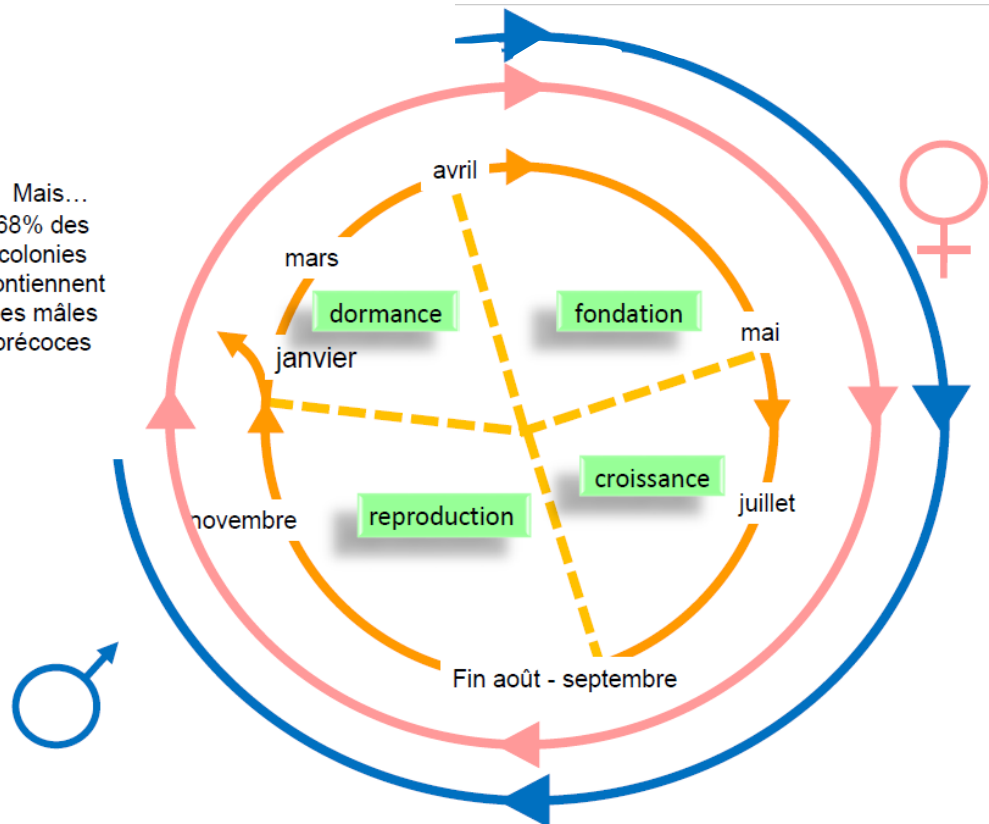 Mais…
68% des
colonies
ontiennent
es mâles
précoces
avril
mars
dormance
fondation
janvier
mai
croissance
reproduction
juillet
novembre
Fin août - septembre